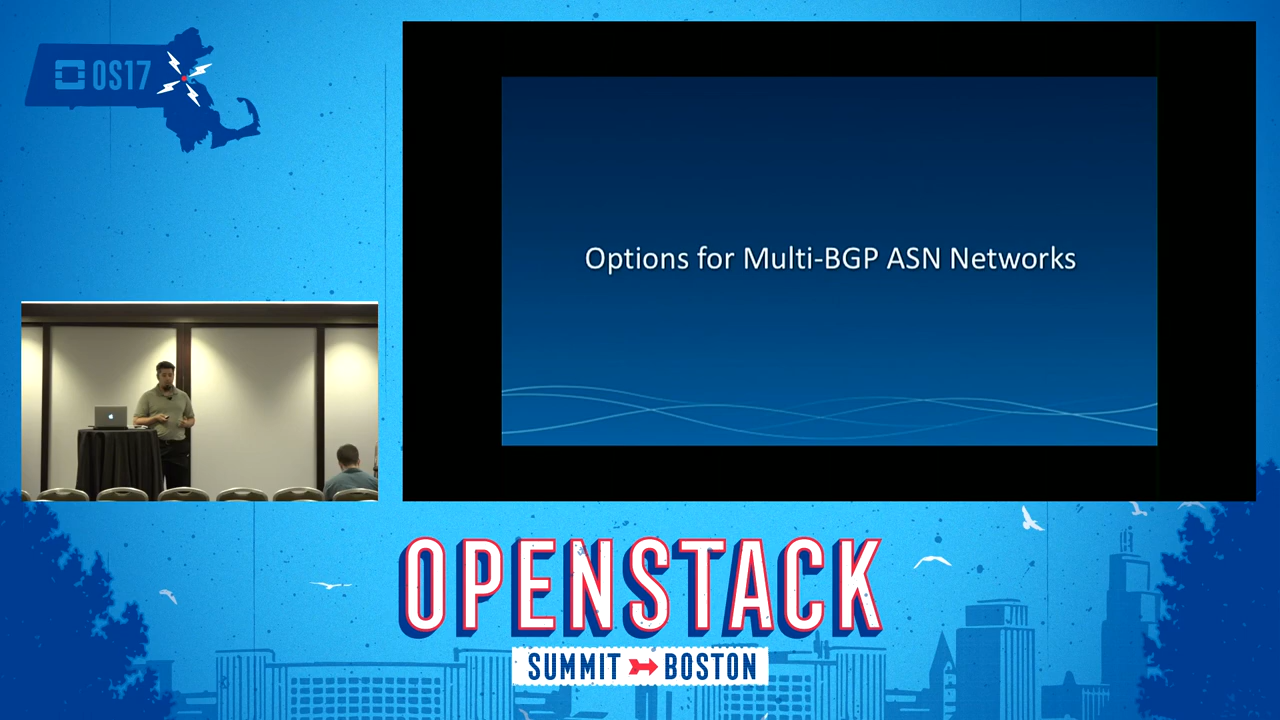 OS17
Options for Multi-BGP ASN Networks
OPENSTACK
SUMMIT BOSTON